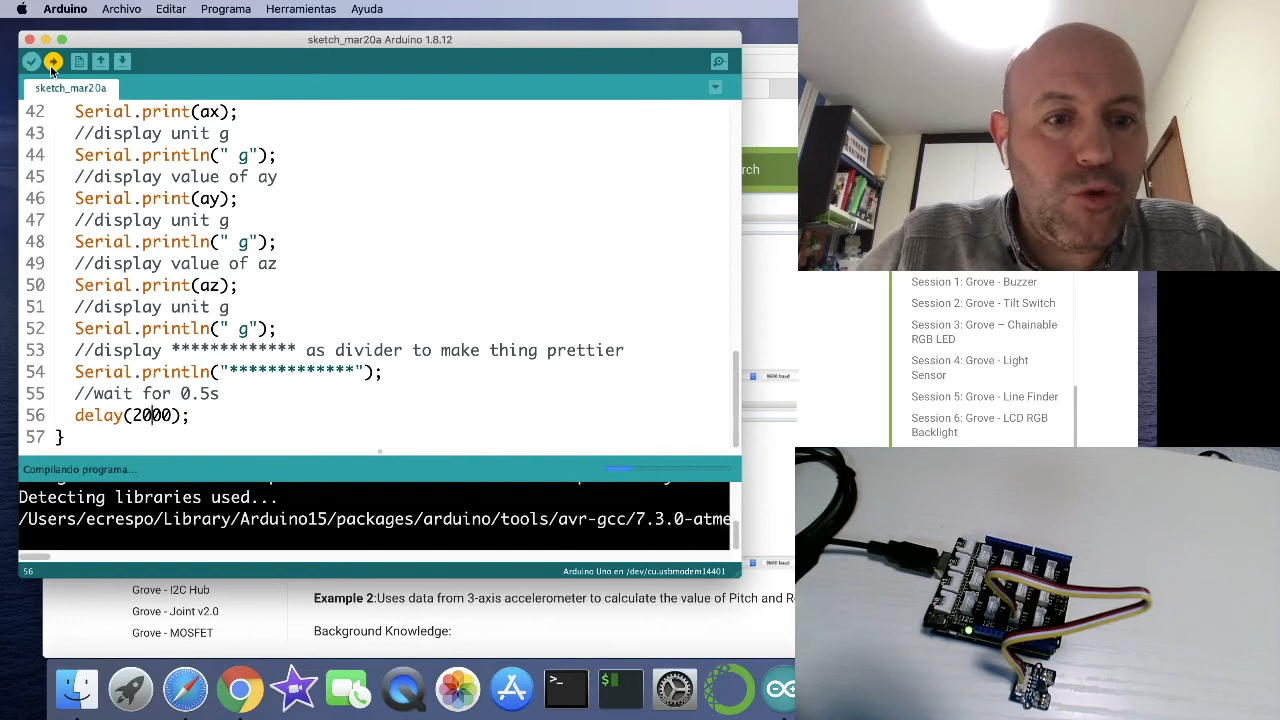 Arduino Archivo Editar Programa Herramientas Ayuda
sketch_mar20a Arduino 1.8.12
sketch_mar20a
42 Serial.print(ax);
43 //display unit g
44 Serial.println(" g");
45 //display value of ay
46 Serial.print(ay);
47 //display unit g
48 Serial.println(" g");
49 //display value of az
50 Serial.print(az);
51 //display unit g
52 Serial.println(" g");
53 //display ************* as divider to make thing prettier
54 Serial.println("*************");
55 //wait for 0.5s
56 delay(2000);
57 }
Compilando programa...
Detecting libraries used...
/Users/ecrespo/Library/Arduino15/packages/arduino/tools/avr-gcc/7.3.0-atme
56
Arduino Uno en /dev/cu.usbmodem14401
rch
9600 baud
9600 baud
Grove - I2C Hub
Grove - Joint v2.0
Grove - MOSFET
Example 2:Uses data from 3-axis accelerometer to calculate the value of Pitch and R
Background Knowledge:
Session 1: Grove - Buzzer
Session 2: Grove - Tilt Switch
Session 3: Grove – Chainable
RGB LED
Session 4: Grove - Light
Sensor
Session 5: Grove - Line Finder
Session 6: Grove - LCD RGB
Backlight
I2C